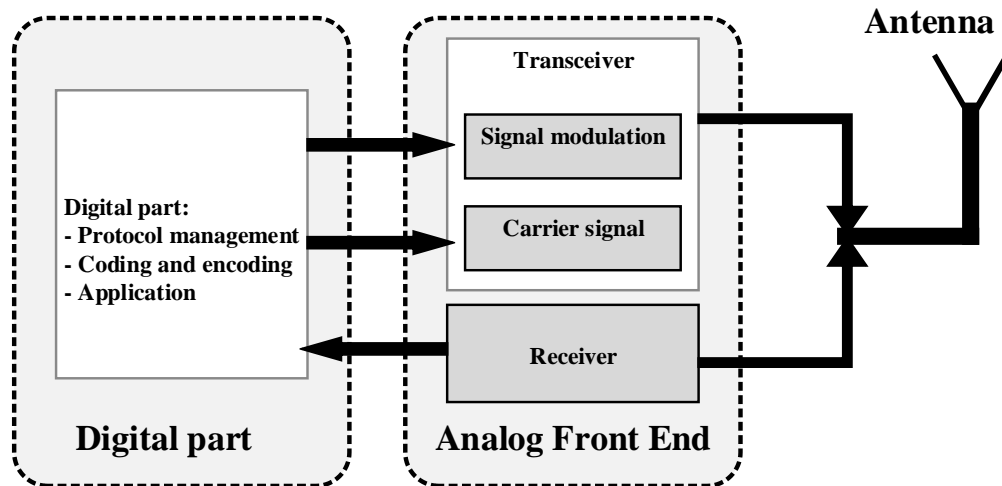 Antenna
Transceiver
Signal modulation
Digital part:
- Protocol management
- Coding and encoding
- Application
Carrier signal
Receiver
Digital part
Analog Front End